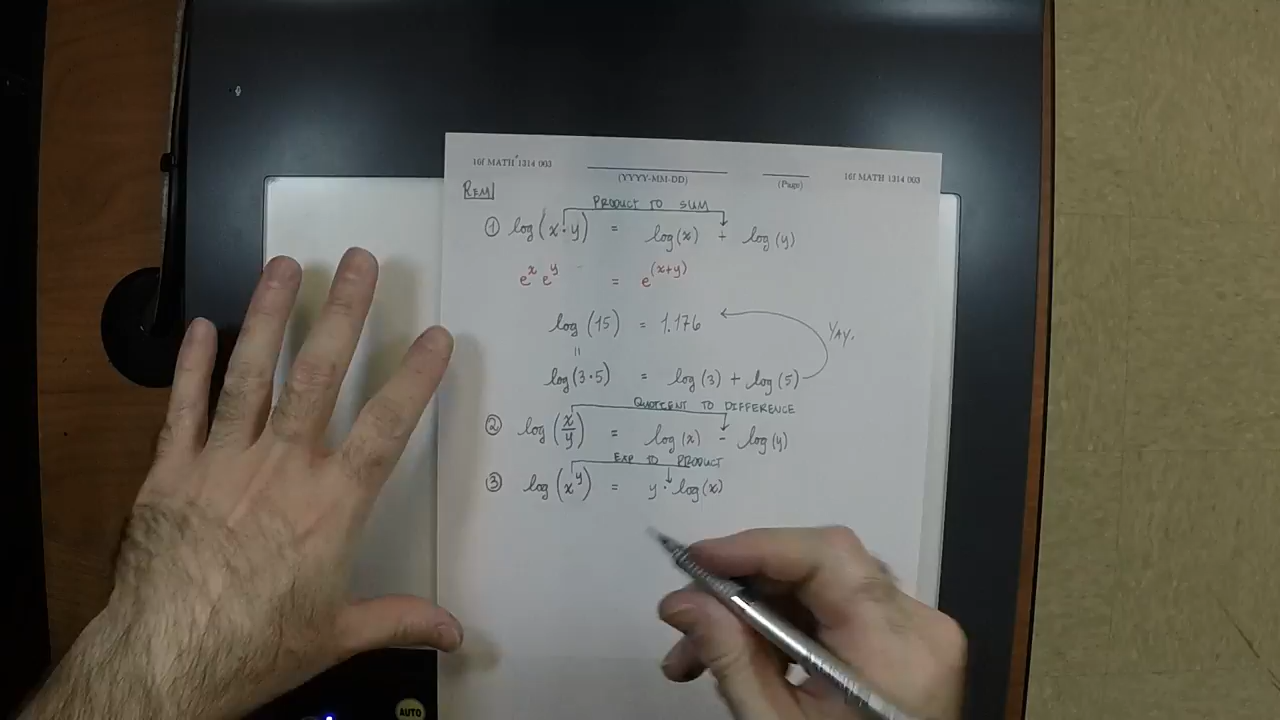 16f MATH 1314 003 (YYYY-MM-DD) (Page) 16f MATH 1314 003
REM
PRODUCT TO SUM
① log(x·y) = log(x) + log(y)
e^x e^y = e^(x+y)
log(15) = 1.176
YAY.
=
log(3·5) = log(3) + log(5)
QUOTIENT TO DIFFERENCE
② log(x/y) = log(x) - log(y)
EXP TO PRODUCT
③ log(x^y) = y·log(x)
AUTO